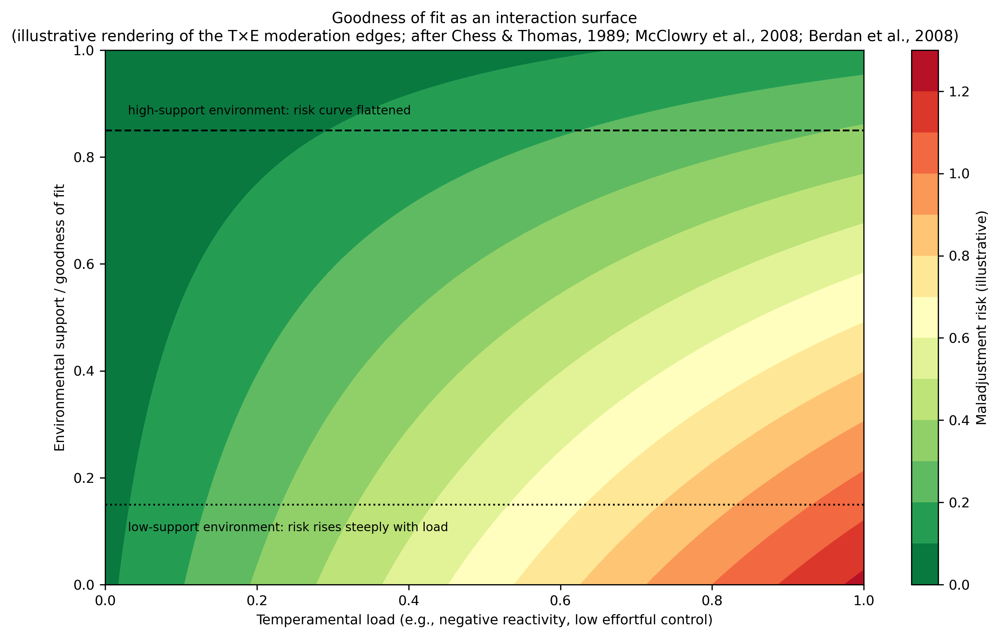 Goodness of fit as an interaction surface
(illustrative rendering of the T×E moderation edges; after Chess & Thomas, 1989; McClowry et al., 2008; Berdan et al., 2008)
1.0
0.8
0.6
0.4
0.2
0.0
Environmental support / goodness of fit
high-support environment: risk curve flattened
low-support environment: risk rises steeply with load
0.0
0.2
0.4
0.6
0.8
1.0
Temperamental load (e.g., negative reactivity, low effortful control)
1.2
1.0
0.8
0.6
0.4
0.2
0.0
Maladjustment risk (illustrative)